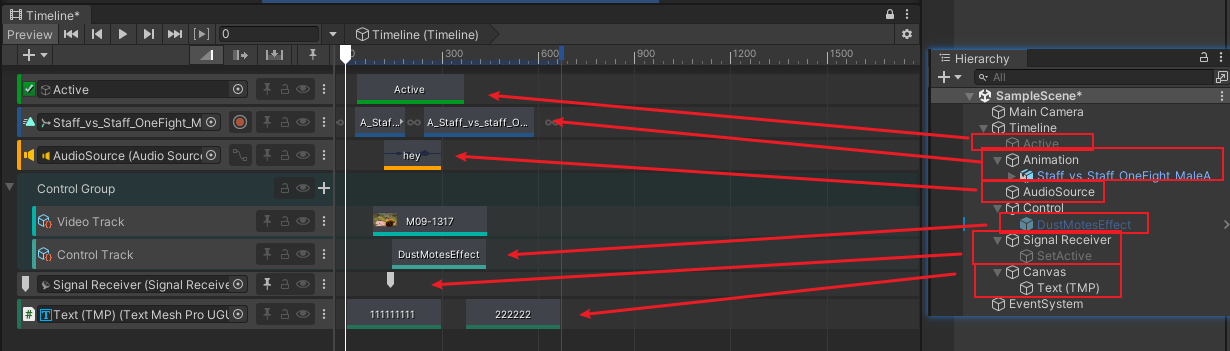 Timeline*
Preview
0
Timeline (Timeline)
300
600
900
1200
1500
Active
Active
Staff_vs_Staff_OneFight_M
A_Staf...
A_Staff_vs_staff_O...
AudioSource (Audio Source
hey
Control Group
Video Track
M09-1317
Control Track
DustMotesEffect
Signal Receiver (Signal Receive
Text (TMP) (Text Mesh Pro UGU
111111111
222222
Hierarchy
All
SampleScene*
Main Camera
Timeline
Active
Animation
Staff_vs_Staff_OneFight_MaleA
AudioSource
Control
DustMotesEffect
Signal Receiver
SetActive
Canvas
Text (TMP)
EventSystem